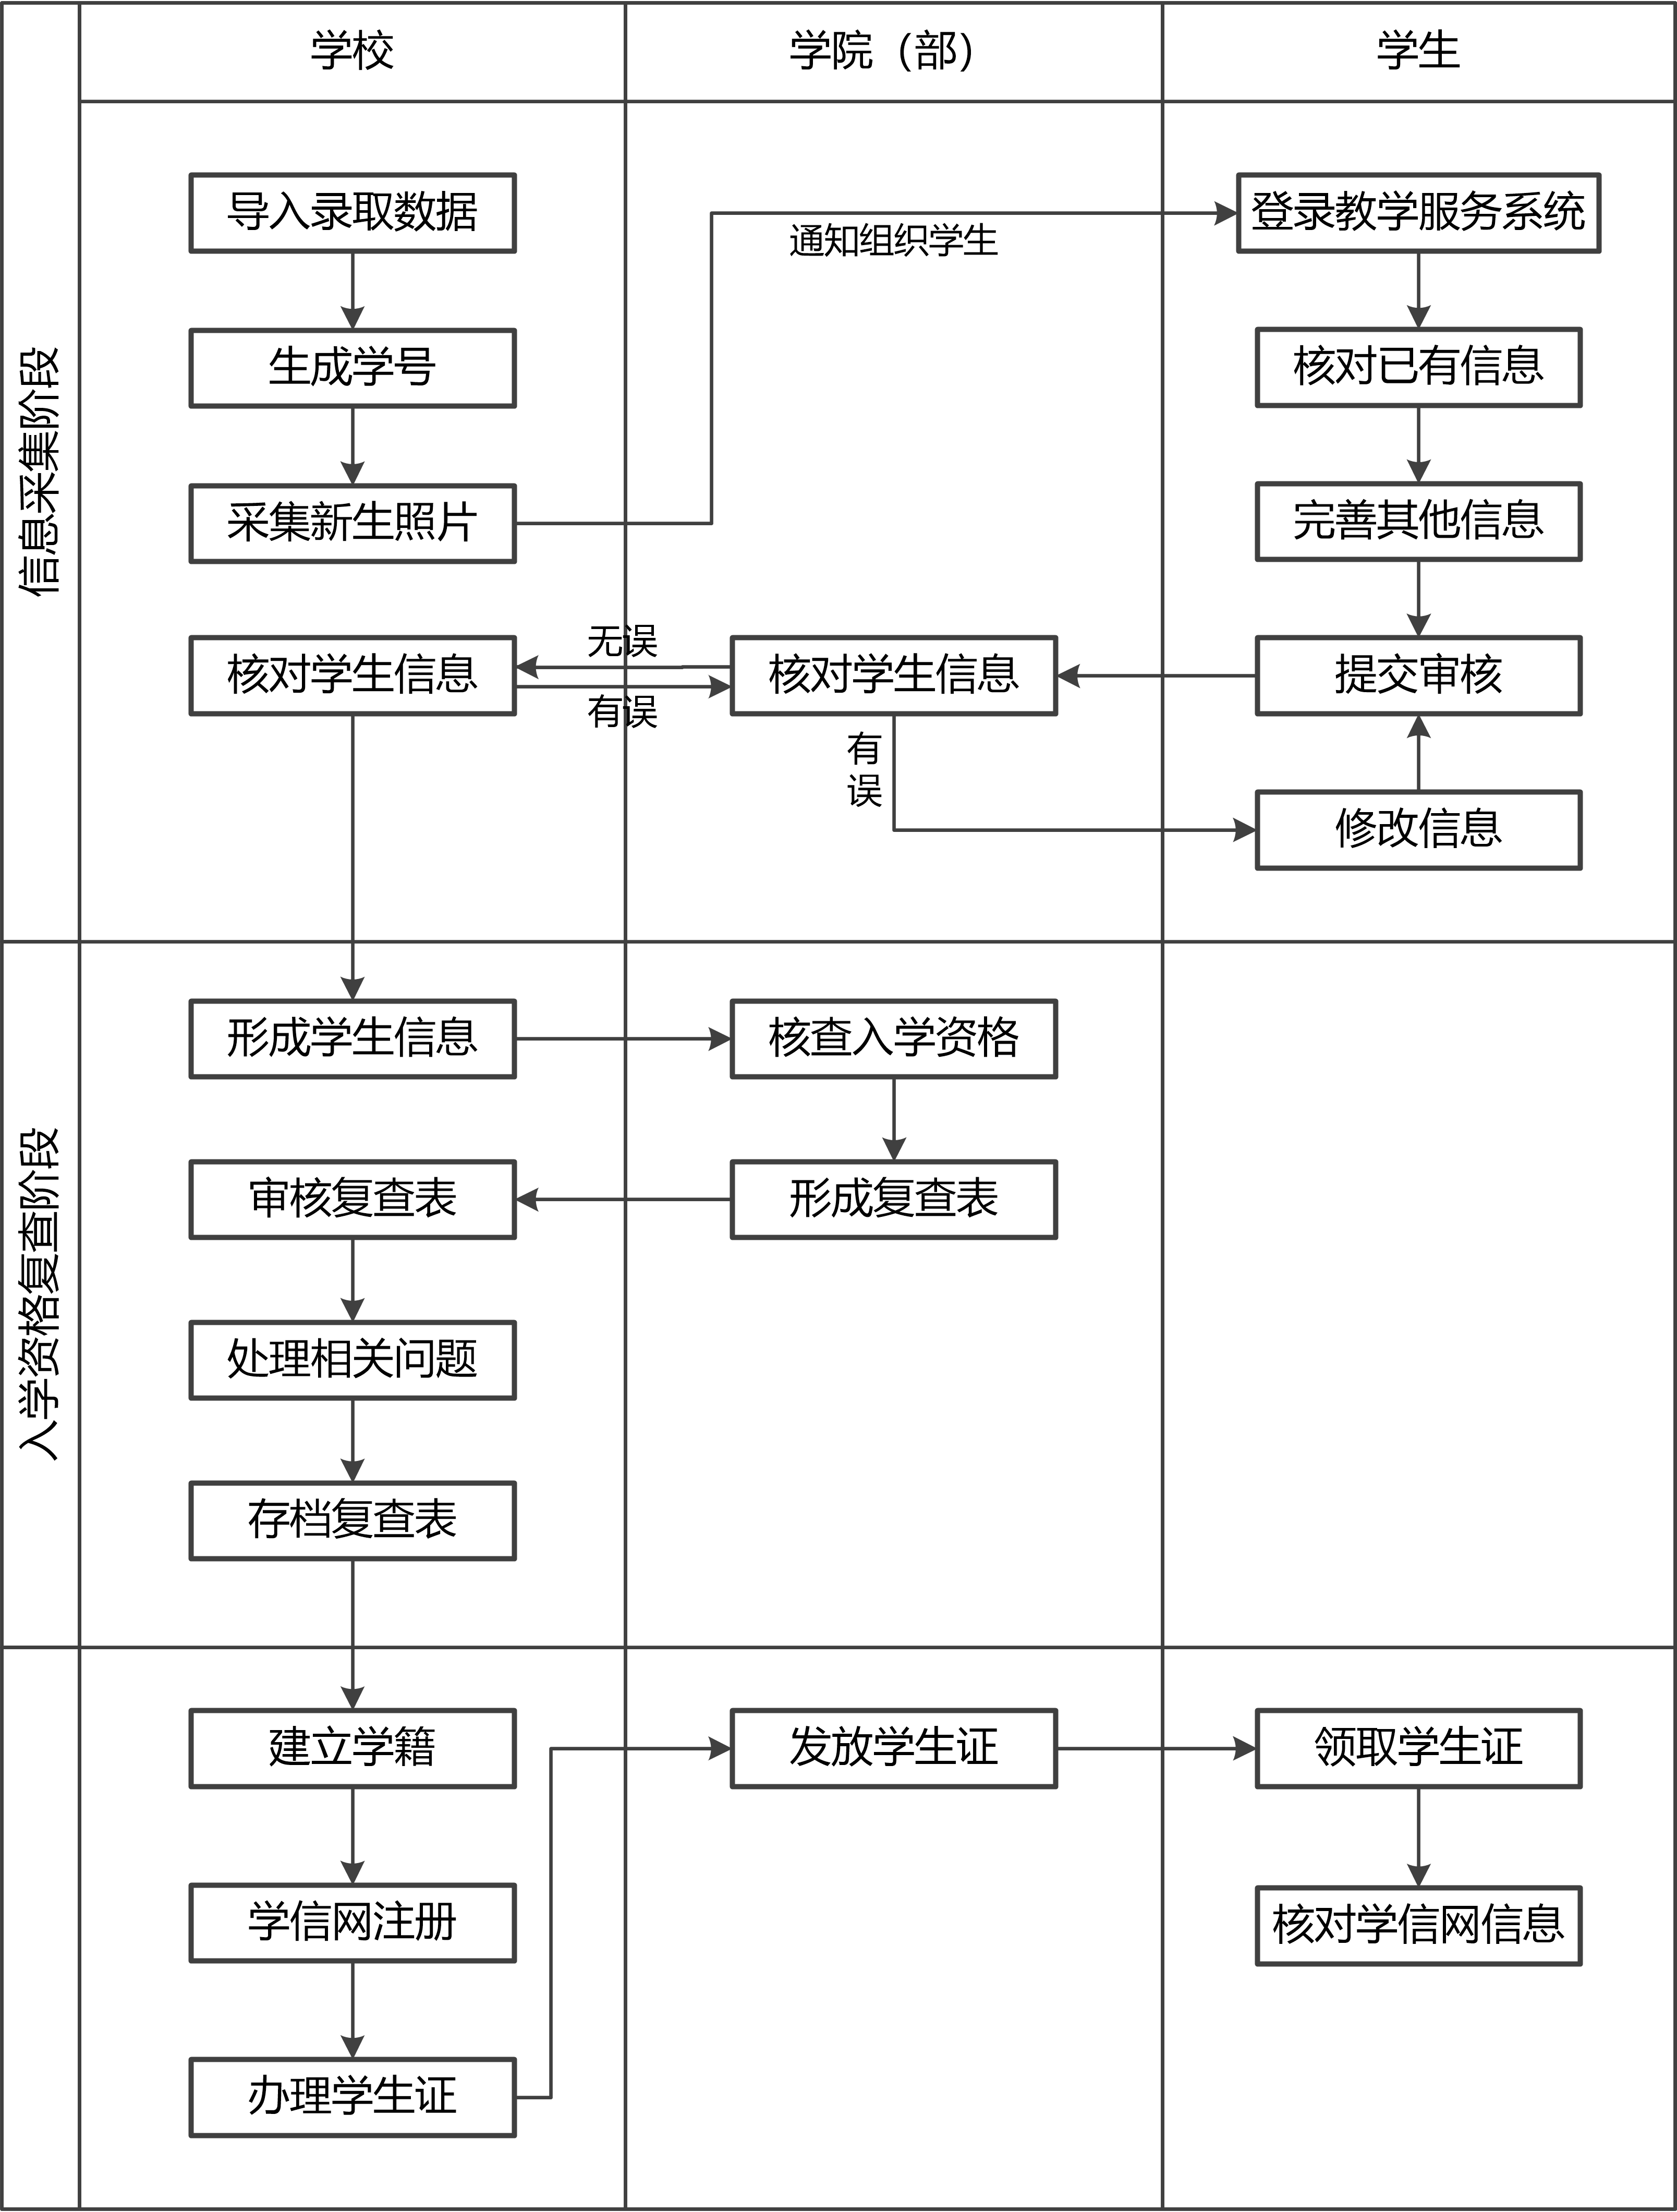 学校
学院（部）
学生
信息采集阶段
导入录取数据
登录教学服务系统
通知组织学生
生成学号
核对已有信息
采集新生照片
完善其他信息
核对学生信息
无误
有误
核对学生信息
提交审核
有
误
修改信息
入学资格复查阶段
形成学生信息
核查入学资格
审核复查表
形成复查表
处理相关问题
存档复查表
建立学籍
发放学生证
领取学生证
学信网注册
核对学信网信息
办理学生证